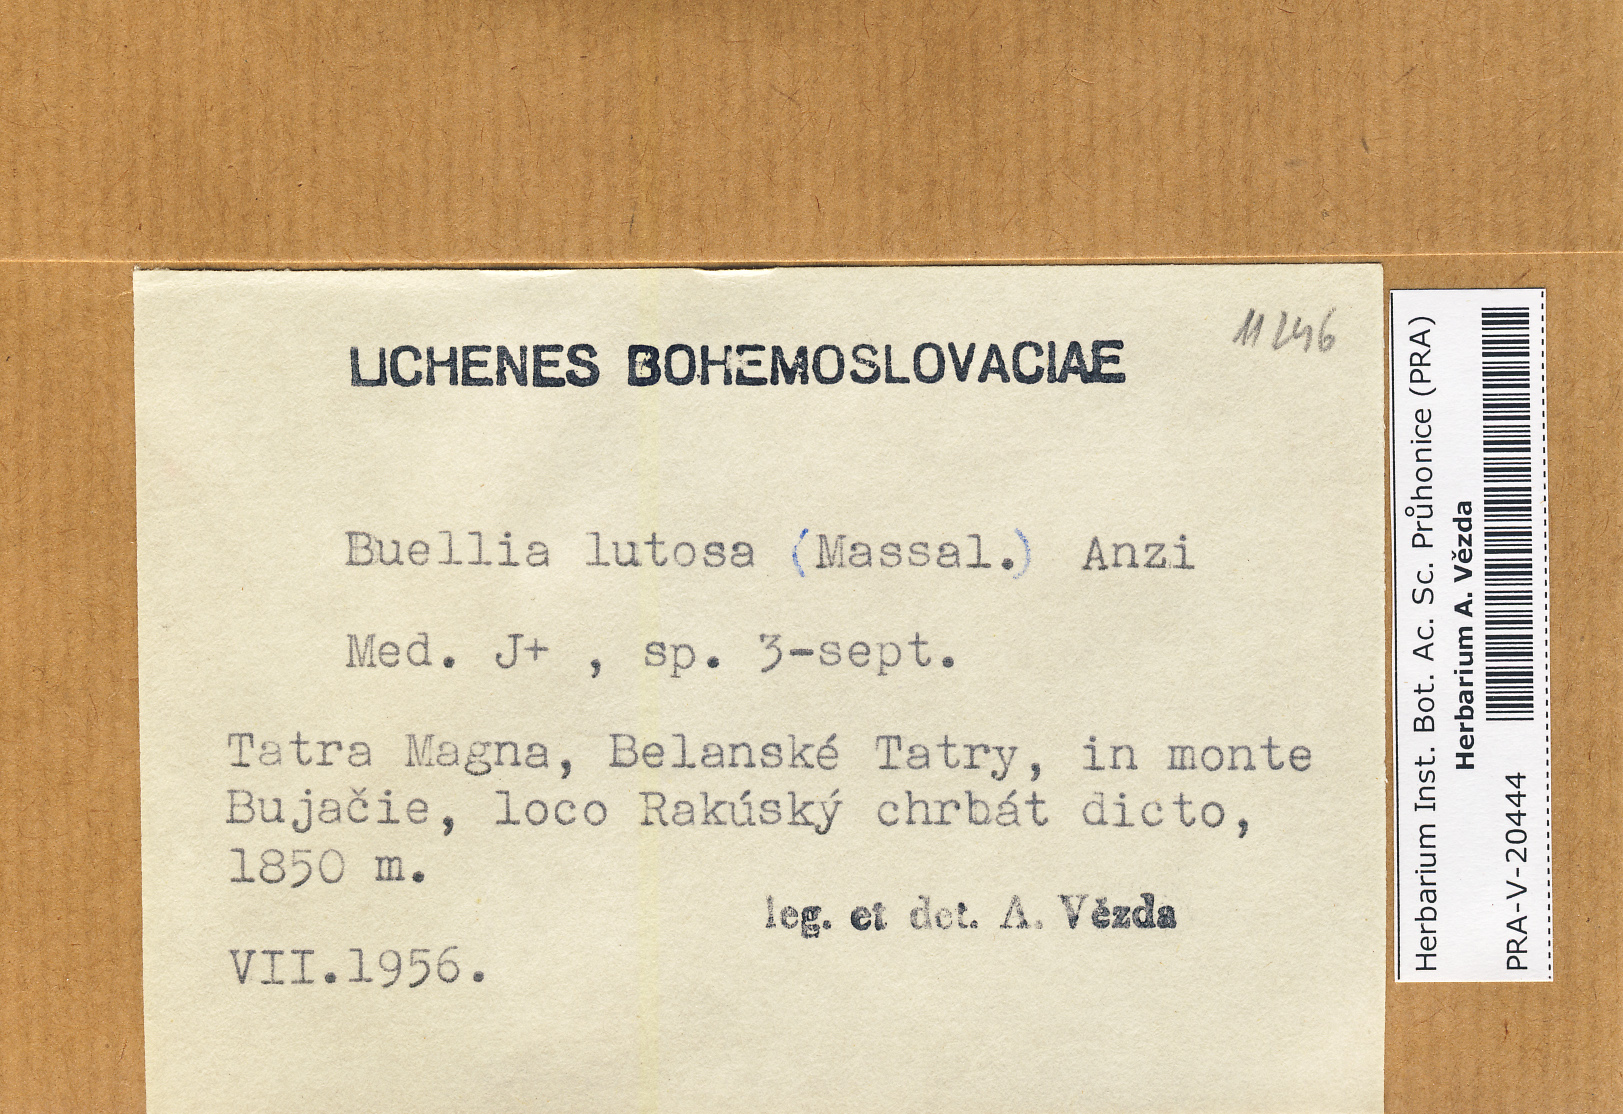 11246
LICHENES BOHEMOSLOVACIAE
Buellia lutosa (Massal.) Anzi
Med. J+ , sp. 3-sept.
Tatra Magna, Belanské Tatry, in monte
Bujačie, loco Rakúský chrbát dicto,
1850 m.
leg. et det. A. Vězda
VII.1956.
Herbarium Inst. Bot. Ac. Sc. Průhonice (PRA)
Herbarium A. Vězda
PRA-V-20444